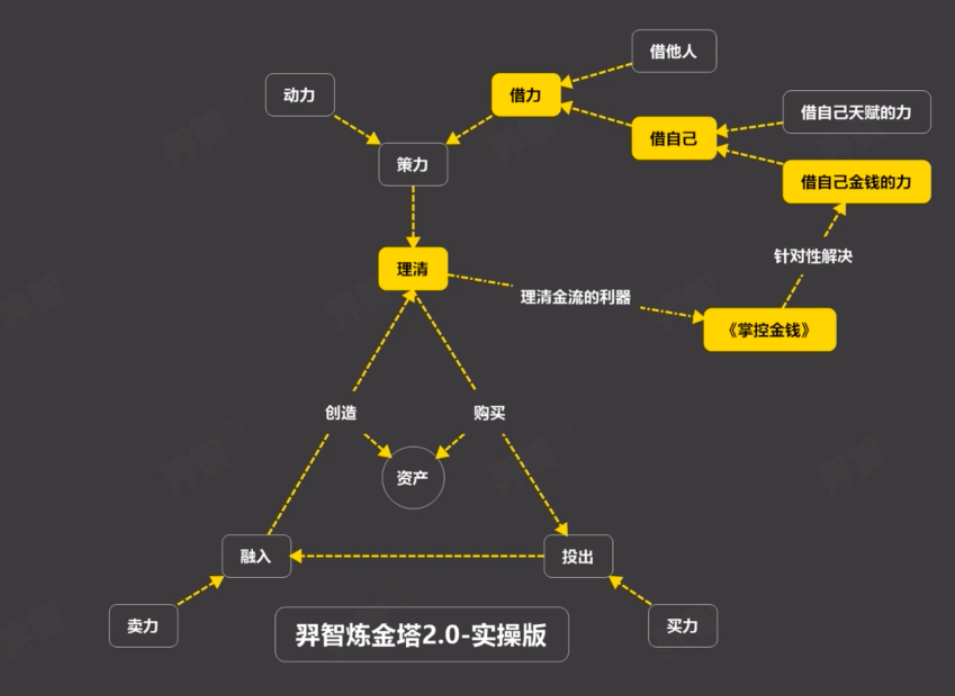 借他人
动力
借力
借自己天赋的力
借自己
策力
借自己金钱的力
针对性解决
理清
理清金流的利器
《掌控金钱》
创造
购买
资产
融入
投出
卖力
买力
羿智炼金塔2.0-实操版